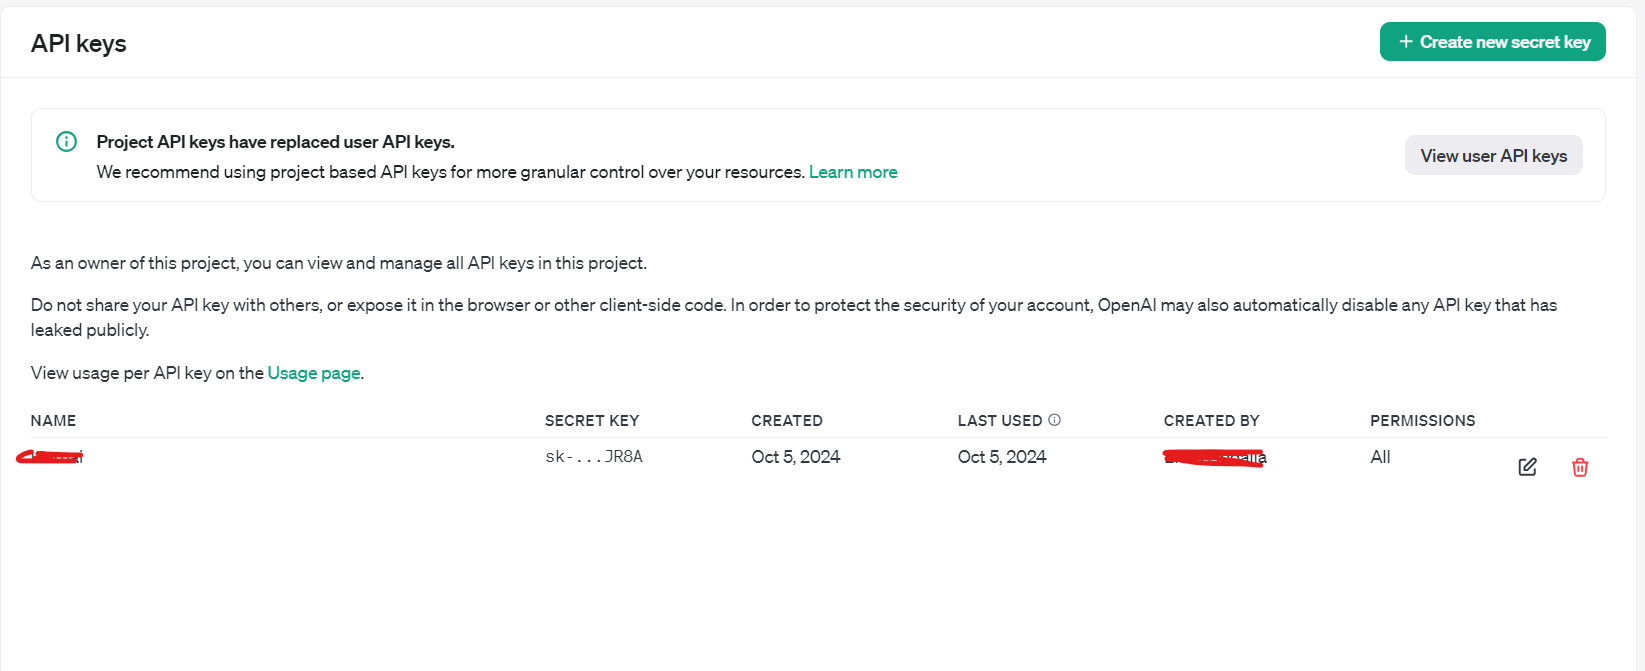 API keys
+ Create new secret key
Project API keys have replaced user API keys.
We recommend using project based API keys for more granular control over your resources. Learn more
View user API keys
As an owner of this project, you can view and manage all API keys in this project.
Do not share your API key with others, or expose it in the browser or other client-side code. In order to protect the security of your account, OpenAI may also automatically disable any API key that has
leaked publicly.
View usage per API key on the Usage page.
NAME SECRET KEY CREATED LAST USED CREATED BY PERMISSIONS
sk-...JR8A Oct 5, 2024 Oct 5, 2024 All